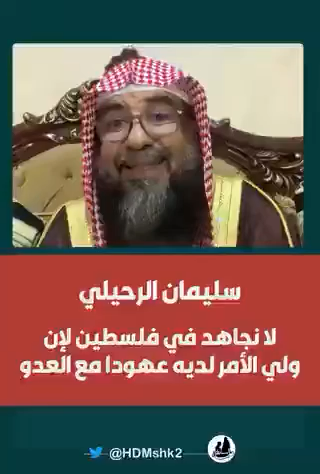 سليمان الرحيلي
لا نجاهد في فلسطين لإن
ولي الأمر لديه عهودا مع العدو
@HDMshk2